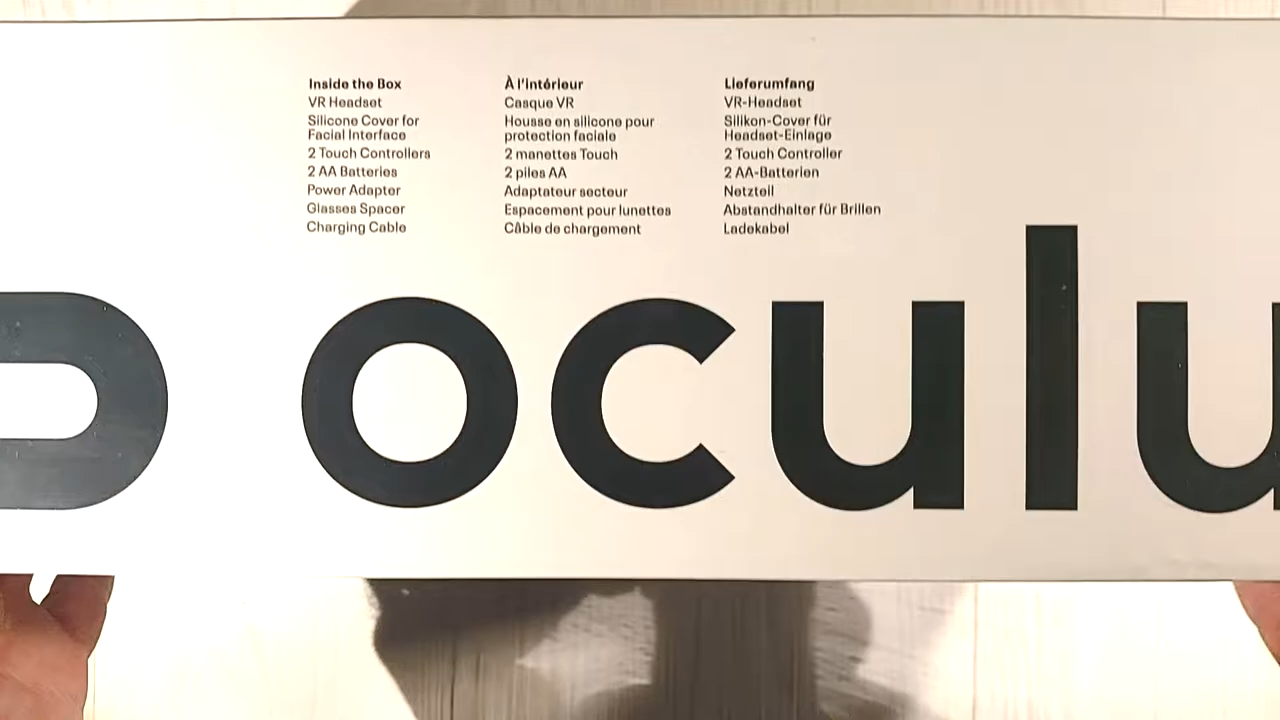 Inside the Box
VR Headset
Silicone Cover for
Facial Interface
2 Touch Controllers
2 AA Batteries
Power Adapter
Glasses Spacer
Charging Cable
À l'intérieur
Casque VR
Housse en silicone pour
protection faciale
2 manettes Touch
2 piles AA
Adaptateur secteur
Espacement pour lunettes
Câble de chargement
Lieferumfang
VR-Headset
Silikon-Cover für
Headset-Einlage
2 Touch Controller
2 AA-Batterien
Netzteil
Abstandhalter für Brillen
Ladekabel
oculu